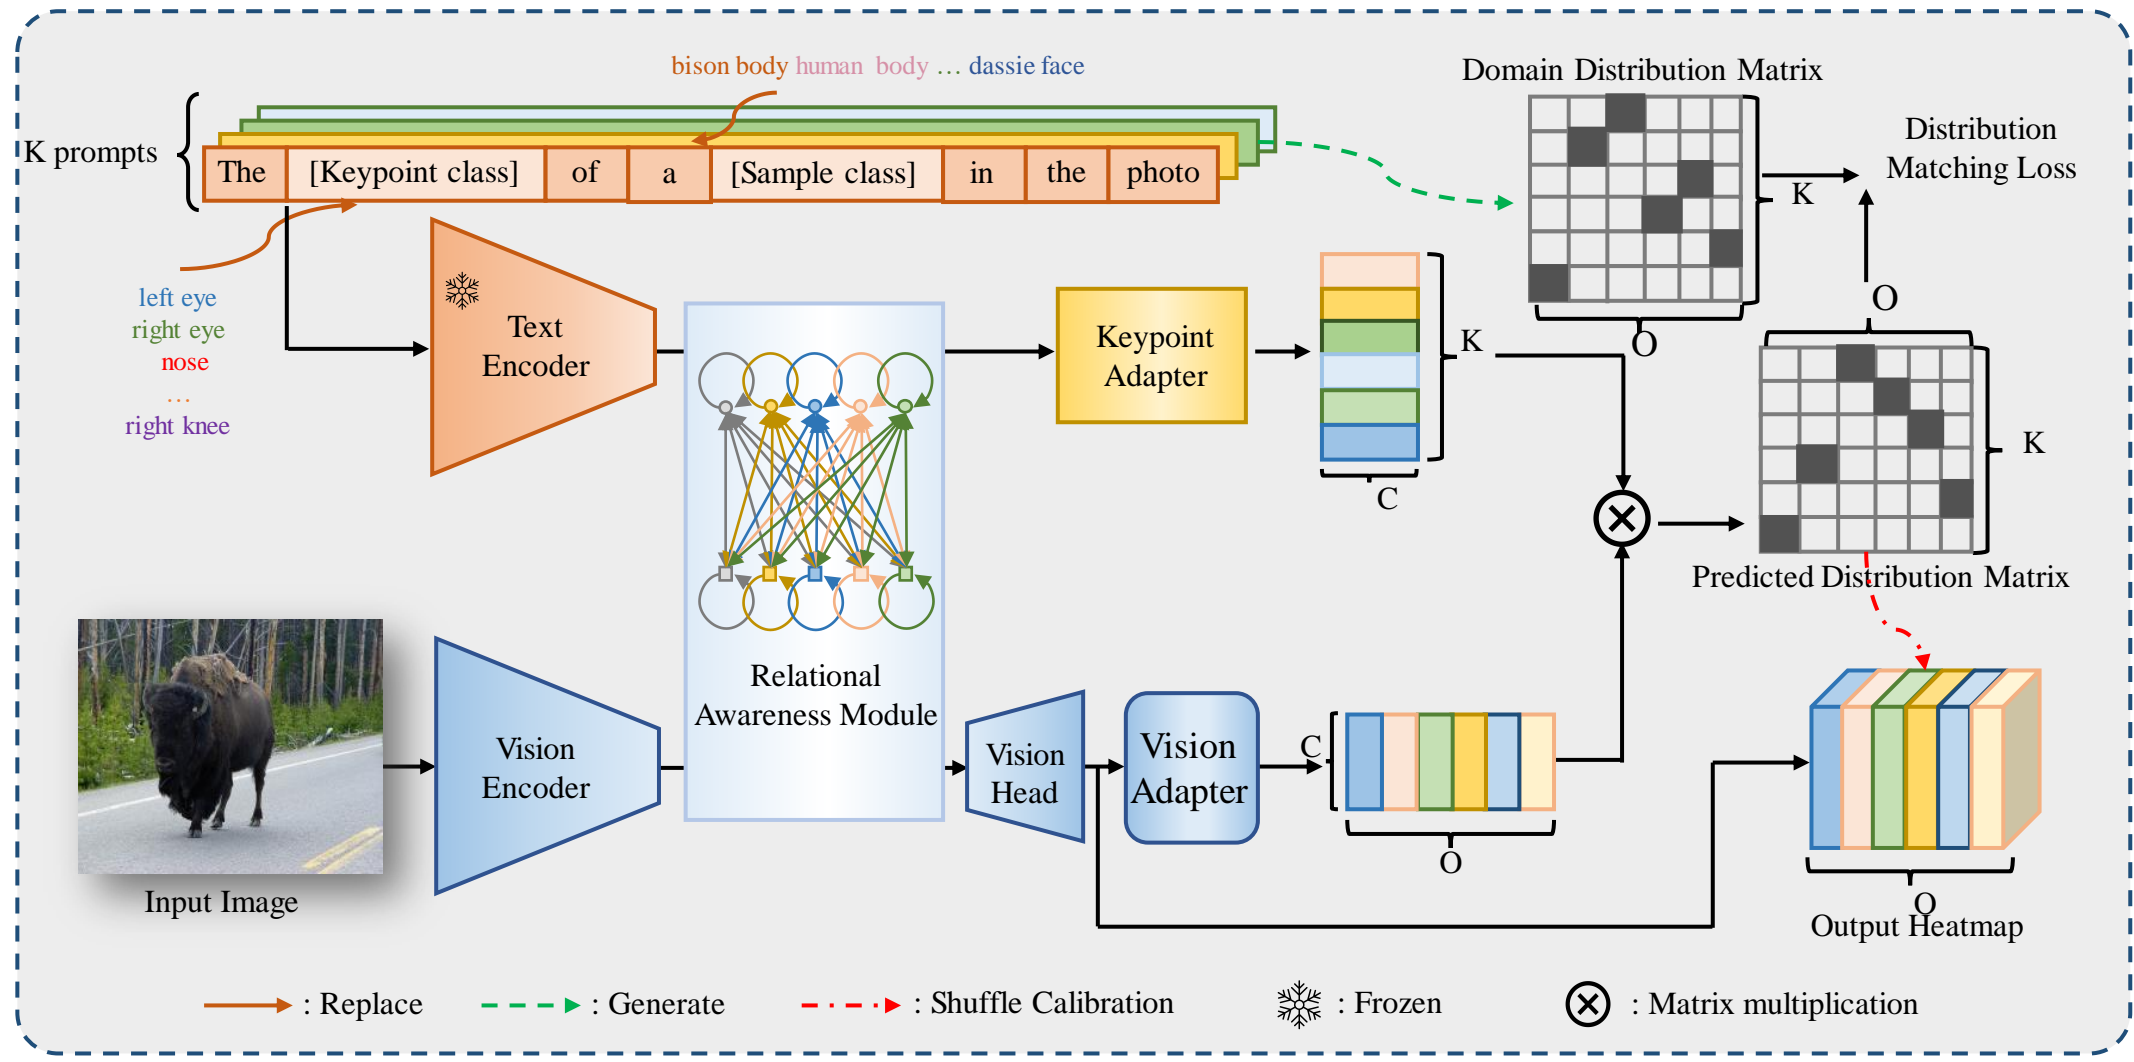 bison body human body … dassie face
Domain Distribution Matrix
K prompts
The [Keypoint class] of a [Sample class] in the photo
Distribution
Matching Loss
K
O
left eye
right eye
nose
…
right knee
Text
Encoder
Keypoint
Adapter
K
C
O
K
Predicted Distribution Matrix
Relational
Awareness Module
Input Image
Vision
Encoder
Vision
Head
Vision
Adapter
C
O
O
Output Heatmap
: Replace
: Generate
: Shuffle Calibration
: Frozen
: Matrix multiplication